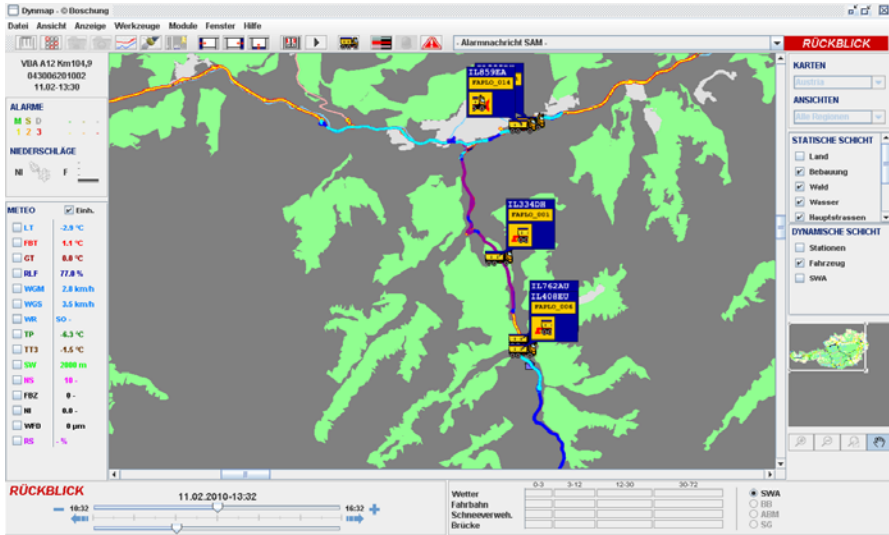 Dynmap - © Boschung
Datei Ansicht Anzeige Werkzeuge Module Fenster Hilfe
- Alarmnachricht SAM -
RÜCKBLICK
VBA A12 Km104,9
043006201002
11.02-13:30
ALARME
M S D - - -
1 2 3 - - -
NIEDERSCHLÄGE
NI F -
METEO Einh.
LT -2.9 °C
FBT 1.1 °C
GT 0.0 °C
RLF 77.0 %
WGM 2.0 km/h
WGS 3.5 km/h
WR SO -
TP -6.3 °C
TT3 -1.5 °C
SW 2000 m
NS 10 -
FBZ 0 -
NI 0.0 -
WFD 0 µm
RS - %
IL859EA
FAPLO_014
IL334DH
FAPLO_001
IL762AU
IL408EU
FAPLO_006
KARTEN
Austria
ANSICHTEN
Alle Regionen
STATISCHE SCHICHT
Land
Bebauung
Wald
Wasser
Hauptstrassen
DYNAMISCHE SCHICHT
Stationen
Fahrzeug
SWA
RÜCKBLICK
11.02.2010-13:32
10:32
16:32
0-3 3-12 12-30 30-72
Wetter
Fahrbahn
Schneeverweh.
Brücke
SWA
BB
ABM
SG